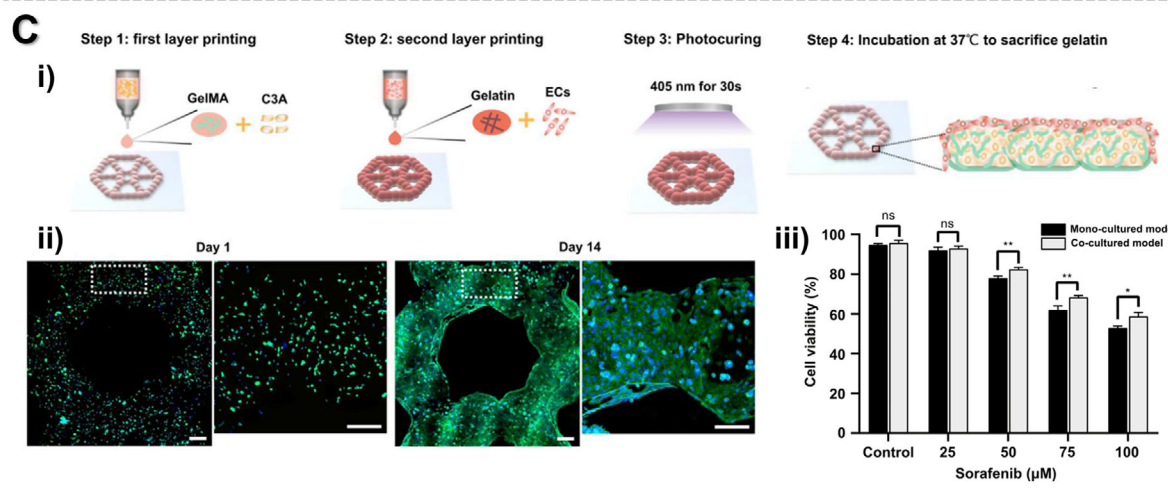 C
Step 1: first layer printing
Step 2: second layer printing
Step 3: Photocuring
Step 4: Incubation at 37℃ to sacrifice gelatin
i)
GelMA
C3A
+
Gelatin
ECs
+
405 nm for 30s
ii)
Day 1
Day 14
iii)
ns
ns
**
**
*
Mono-cultured mod
Co-cultured model
Cell viability (%)
100
80
60
40
20
0
Control
25
50
75
100
Sorafenib (μM)